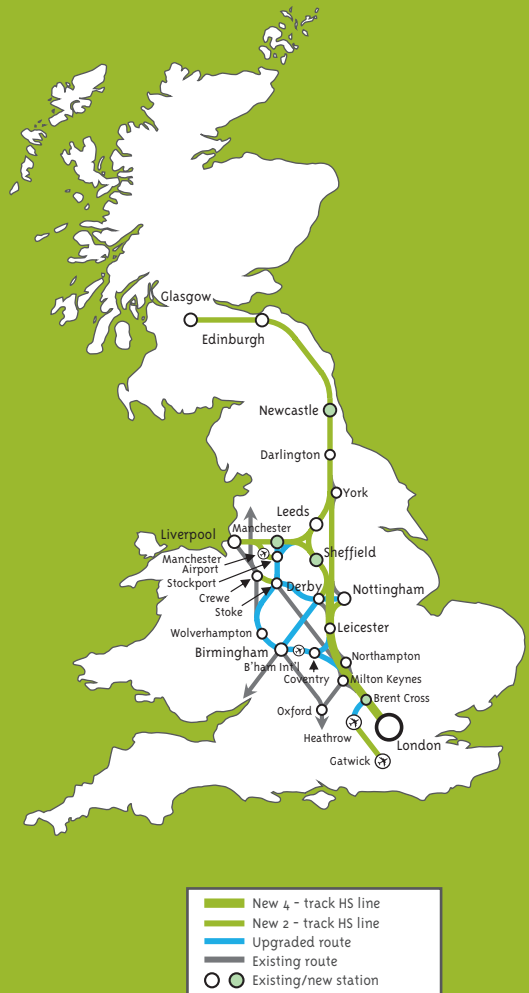 Glasgow
Edinburgh
Newcastle
Darlington
York
Leeds
Liverpool
Manchester
Manchester
Airport
Sheffield
Stockport
Crewe
Derby
Nottingham
Stoke
Leicester
Wolverhampton
Birmingham
Northampton
B'ham Int'l
Coventry
Milton Keynes
Brent Cross
Oxford
Heathrow
London
Gatwick
New 4 - track HS line
New 2 - track HS line
Upgraded route
Existing route
Existing/new station